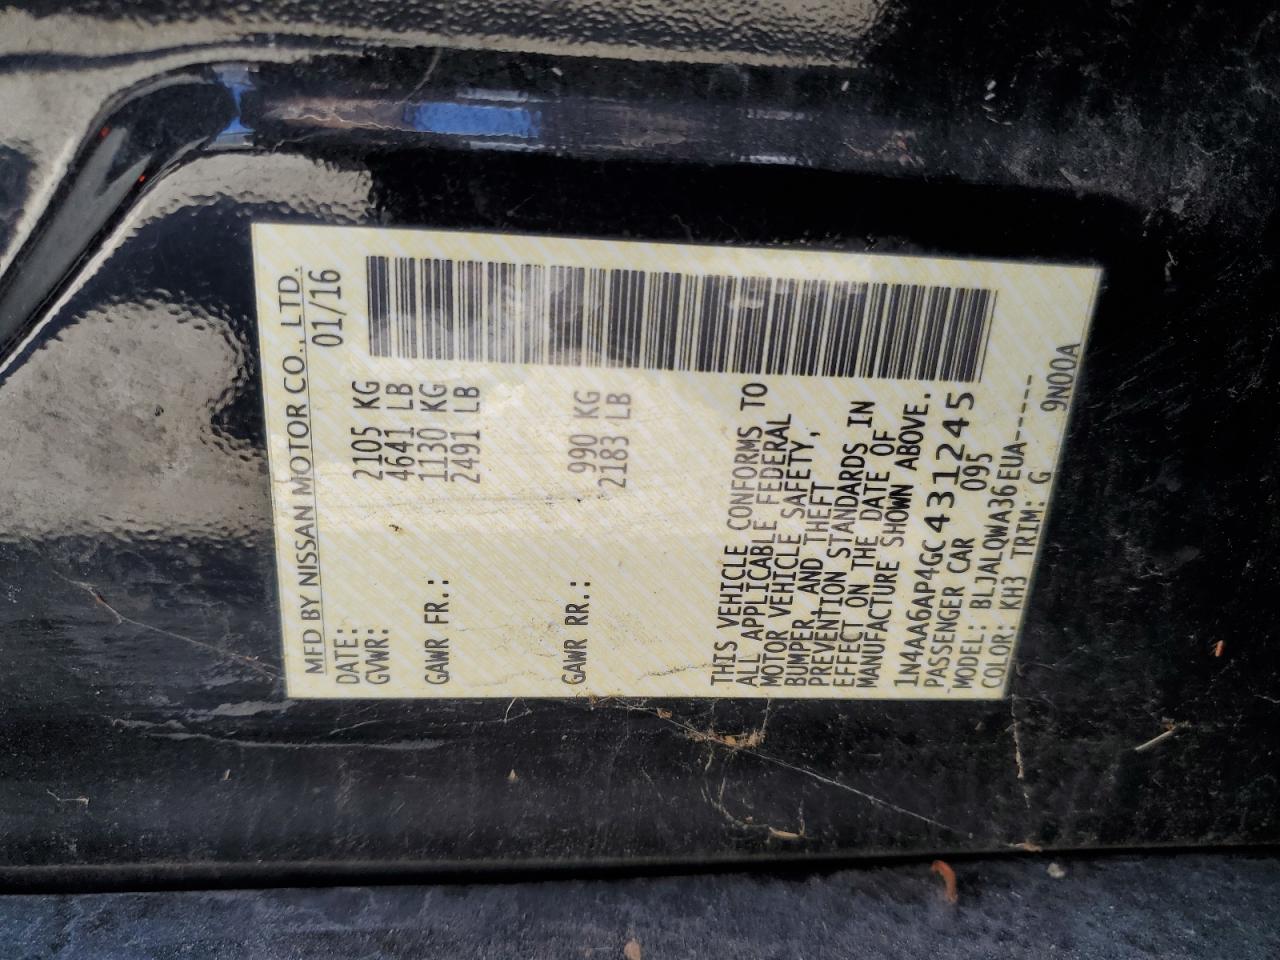 MFD BY NISSAN MOTOR CO., LTD.
DATE: 01/16
GVWR: 2105 KG
4641 LB
GAWR FR.: 1130 KG
2491 LB
GAWR RR.: 990 KG
2183 LB
THIS VEHICLE CONFORMS TO
ALL APPLICABLE FEDERAL
MOTOR VEHICLE SAFETY,
BUMPER, AND THEFT
PREVENTION STANDARDS IN
EFFECT ON THE DATE OF
MANUFACTURE SHOWN ABOVE.
1N4AA6AP4GC431245
PASSENGER CAR 095
MODEL: BLJALQWA36EUA-----
COLOR: KH3 TRIM: G 9N00A